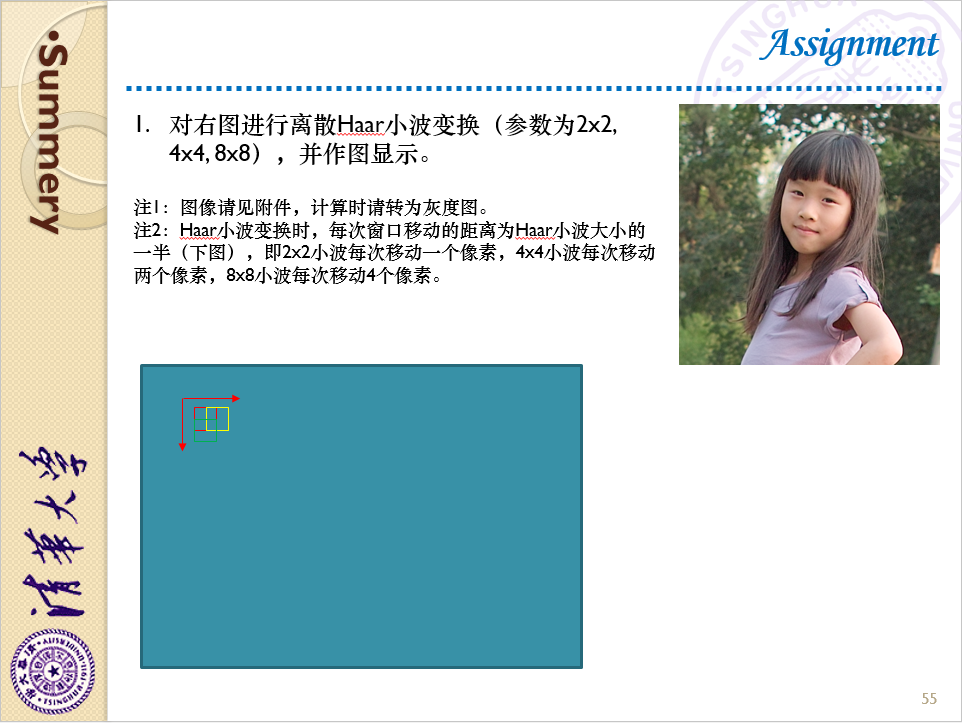 Assignment
•Summery
1. 对右图进行离散Haar小波变换（参数为2x2,
4x4, 8x8），并作图显示。
注1：图像请见附件，计算时请转为灰度图。
注2：Haar小波变换时，每次窗口移动的距离为Haar小波大小的
一半（下图），即2x2小波每次移动一个像素，4x4小波每次移动
两个像素，8x8小波每次移动4个像素。
清华大学
TSINGHUA
UNIV
55